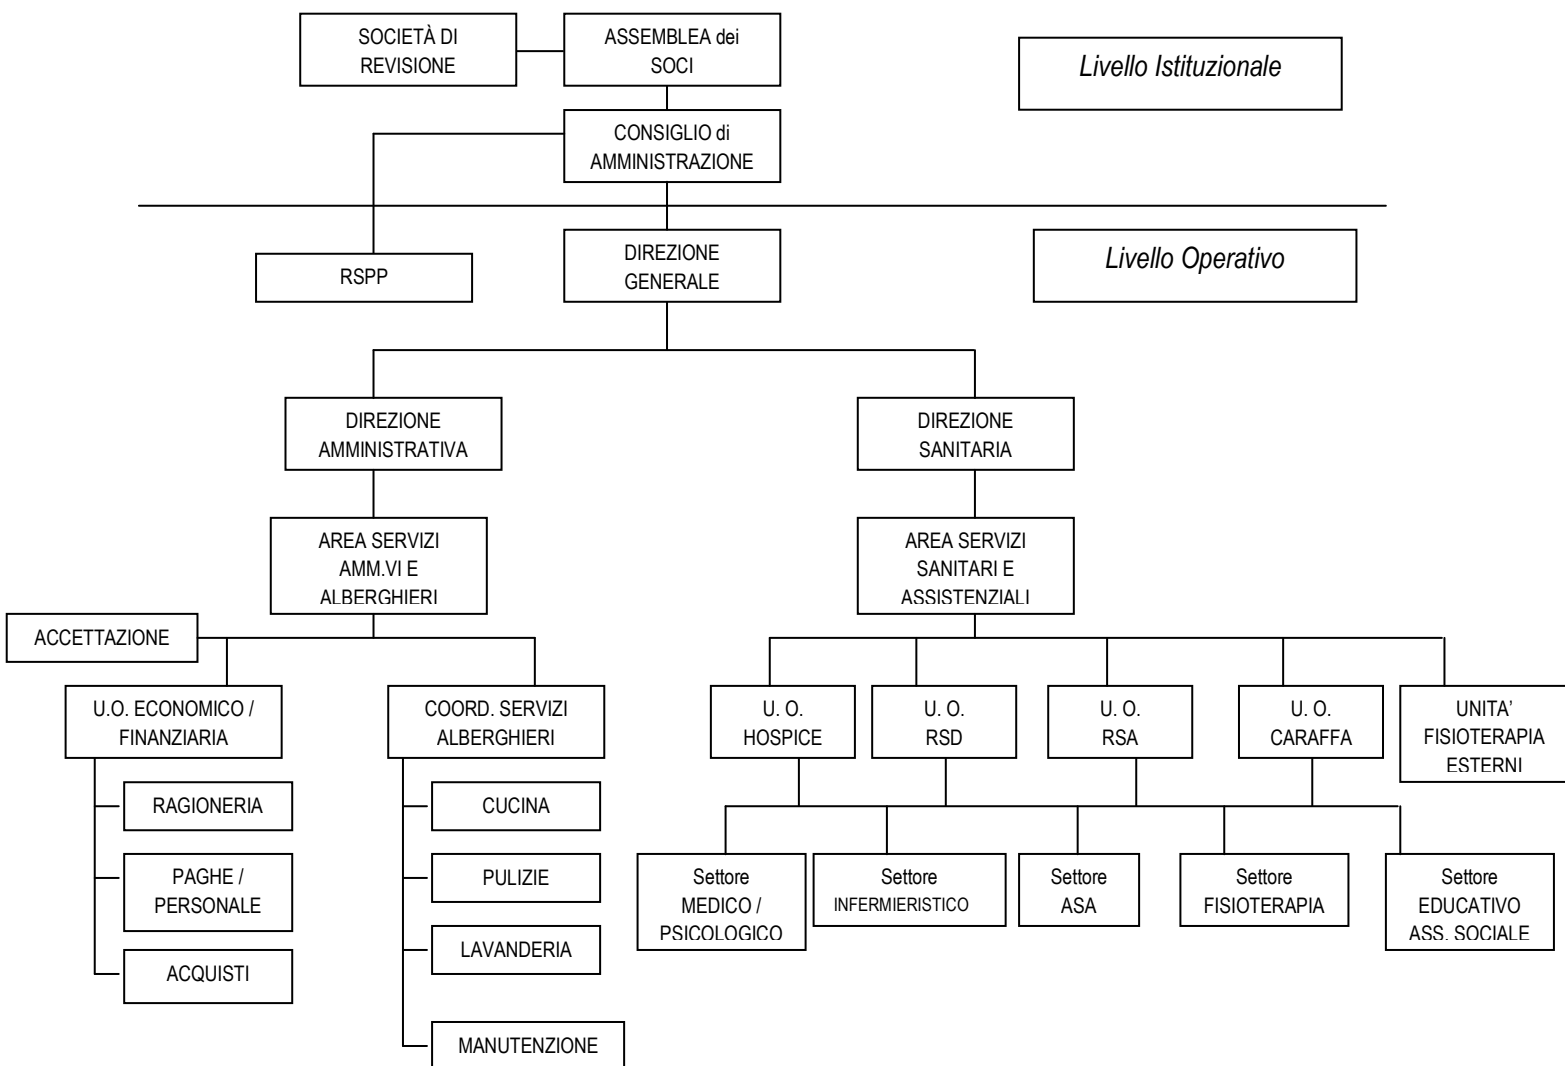 SOCIETÀ DI
REVISIONE
ASSEMBLEA dei
SOCI
Livello Istituzionale
CONSIGLIO di
AMMINISTRAZIONE
RSPP
DIREZIONE
GENERALE
Livello Operativo
DIREZIONE
AMMINISTRATIVA
DIREZIONE
SANITARIA
AREA SERVIZI
AMM.VI E
ALBERGHIERI
AREA SERVIZI
SANITARI E
ASSISTENZIALI
ACCETTAZIONE
U.O. ECONOMICO /
FINANZIARIA
COORD. SERVIZI
ALBERGHIERI
U. O.
HOSPICE
U. O.
RSD
U. O.
RSA
U. O.
CARAFFA
UNITA’
FISIOTERAPIA
ESTERNI
RAGIONERIA
PAGHE /
PERSONALE
ACQUISTI
CUCINA
PULIZIE
LAVANDERIA
MANUTENZIONE
Settore
MEDICO /
PSICOLOGICO
Settore
INFERMIERISTICO
Settore
ASA
Settore
FISIOTERAPIA
Settore
EDUCATIVO
ASS. SOCIALE